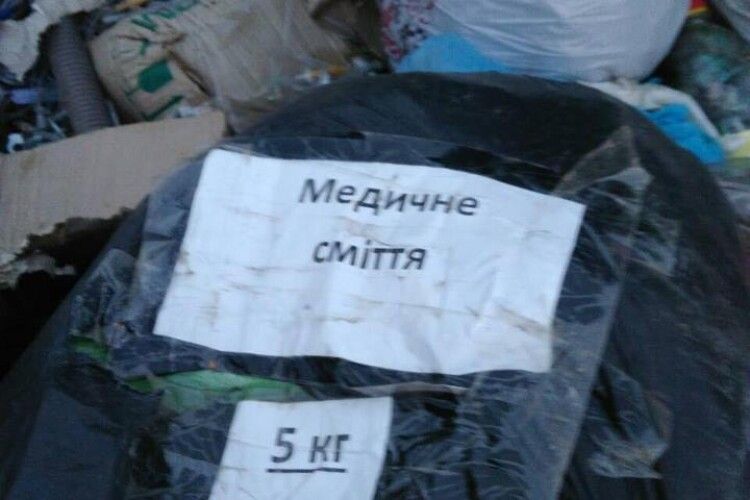 Медичне
сміття
5 кг